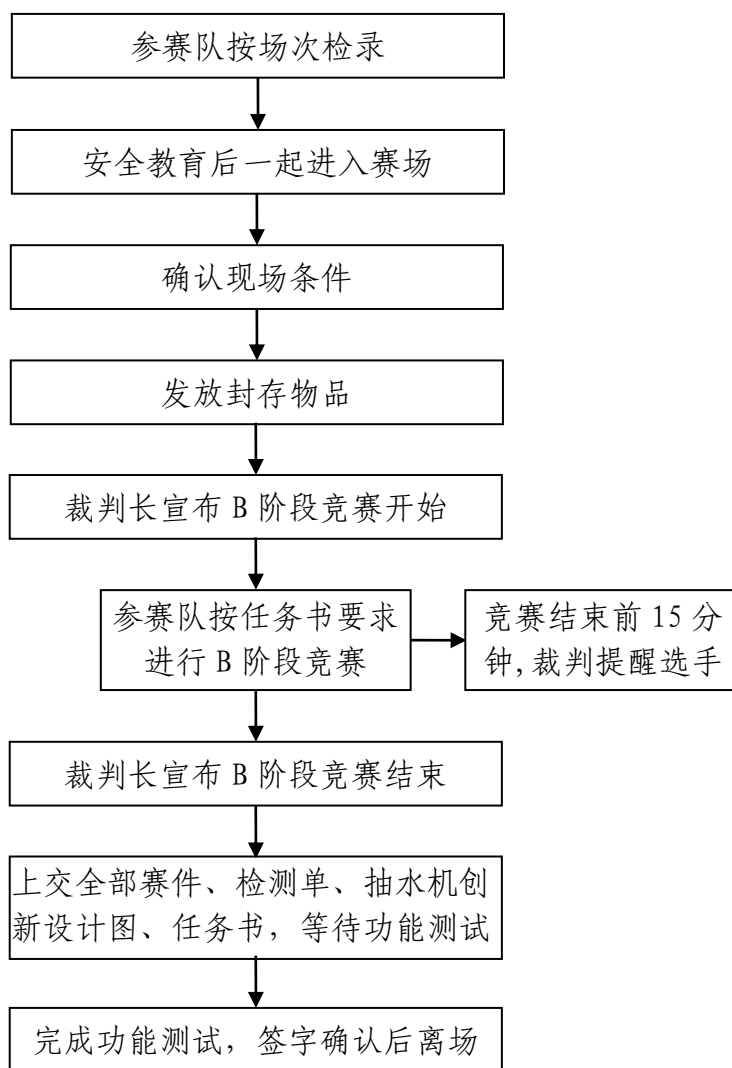 参赛队按场次检录
安全教育后一起进入赛场
确认现场条件
发放封存物品
裁判长宣布 B 阶段竞赛开始
参赛队按任务书要求
进行 B 阶段竞赛
竞赛结束前 15 分
钟,裁判提醒选手
裁判长宣布 B 阶段竞赛结束
上交全部赛件、检测单、抽水机创
新设计图、任务书，等待功能测试
完成功能测试，签字确认后离场